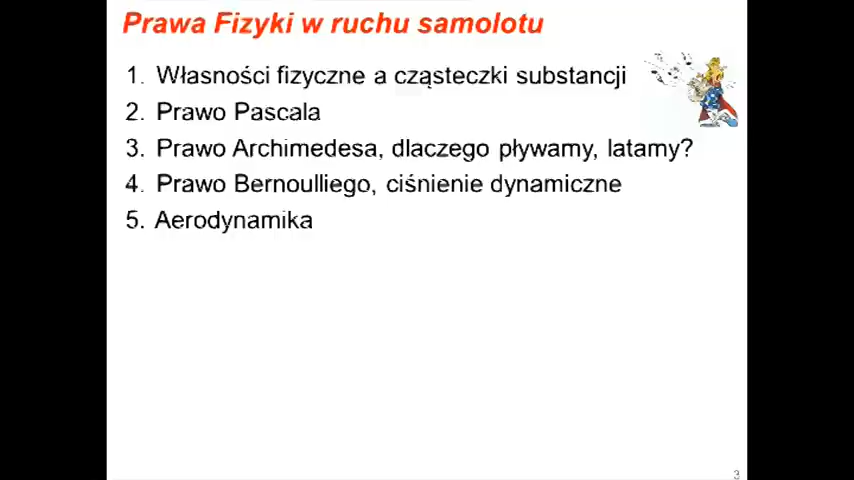 Prawa Fizyki w ruchu samolotu
1. Własności fizyczne a cząsteczki substancji
2. Prawo Pascala
3. Prawo Archimedesa, dlaczego pływamy, latamy?
4. Prawo Bernoulliego, ciśnienie dynamiczne
5. Aerodynamika
3